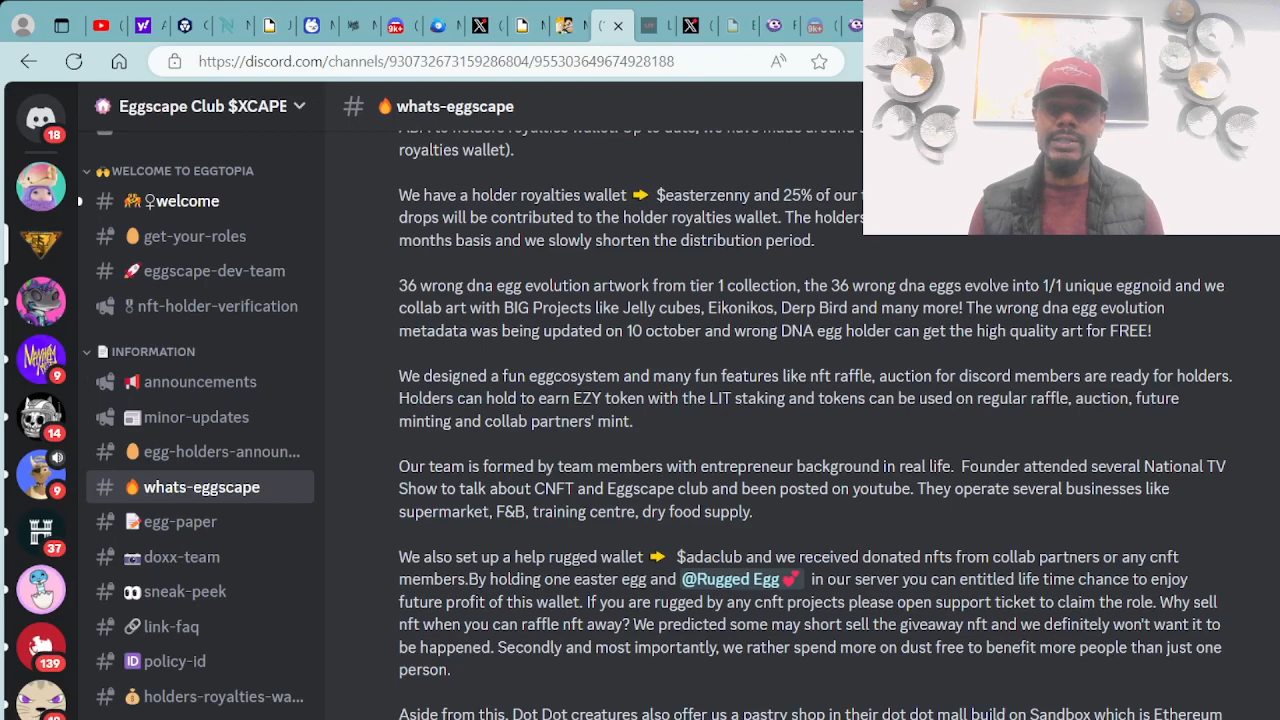 https://discord.com/channels/930732673159286804/955303649674928188
Eggscape Club $XCAPE
whats-eggscape
WELCOME TO EGGTOPIA
welcome
get-your-roles
eggscape-dev-team
nft-holder-verification
INFORMATION
announcements
minor-updates
egg-holders-announ...
whats-eggscape
egg-paper
doxx-team
sneak-peek
link-faq
policy-id
holders-royalties-wa...
18
9
14
9
37
139
royalties wallet).
We have a holder royalties wallet ➡ $easterzenny and 25% of our
drops will be contributed to the holder royalties wallet. The holders
months basis and we slowly shorten the distribution period.
36 wrong dna egg evolution artwork from tier 1 collection, the 36 wrong dna eggs evolve into 1/1 unique eggnoid and we
collab art with BIG Projects like Jelly cubes, Eikonikos, Derp Bird and many more! The wrong dna egg evolution
metadata was being updated on 10 october and wrong DNA egg holder can get the high quality art for FREE!
We designed a fun eggcosystem and many fun features like nft raffle, auction for discord members are ready for holders.
Holders can hold to earn EZY token with the LIT staking and tokens can be used on regular raffle, auction, future
minting and collab partners' mint.
Our team is formed by team members with entrepreneur background in real life. Founder attended several National TV
Show to talk about CNFT and Eggscape club and been posted on youtube. They operate several businesses like
supermarket, F&B, training centre, dry food supply.
We also set up a help rugged wallet ➡ $adaclub and we received donated nfts from collab partners or any cnft
members.By holding one easter egg and @Rugged Egg 💕 in our server you can entitled life time chance to enjoy
future profit of this wallet. If you are rugged by any cnft projects please open support ticket to claim the role. Why sell
nft when you can raffle nft away? We predicted some may short sell the giveaway nft and we definitely won't want it to
be happened. Secondly and most importantly, we rather spend more on dust free to benefit more people than just one
person.
Aside from this, Dot Dot creatures also offer us a pastry shop in their dot dot mall build on Sandbox which is Ethereum